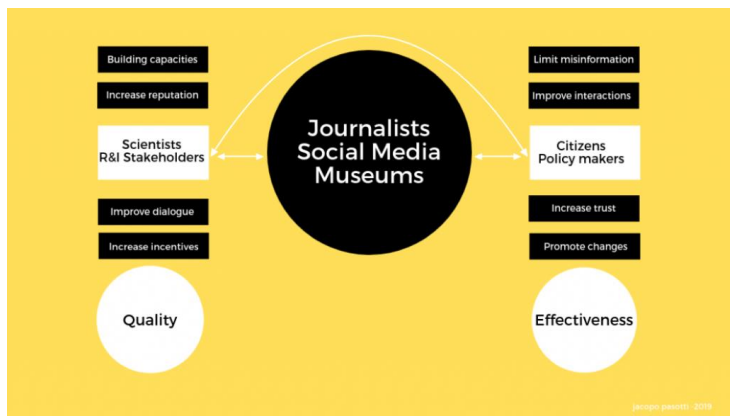 Building capacities
Increase reputation
Scientists
R&I Stakeholders
Improve dialogue
Increase incentives
Quality
Journalists
Social Media
Museums
Limit misinformation
Improve interactions
Citizens
Policy makers
Increase trust
Promote changes
Effectiveness
jacopo pasotti -2019